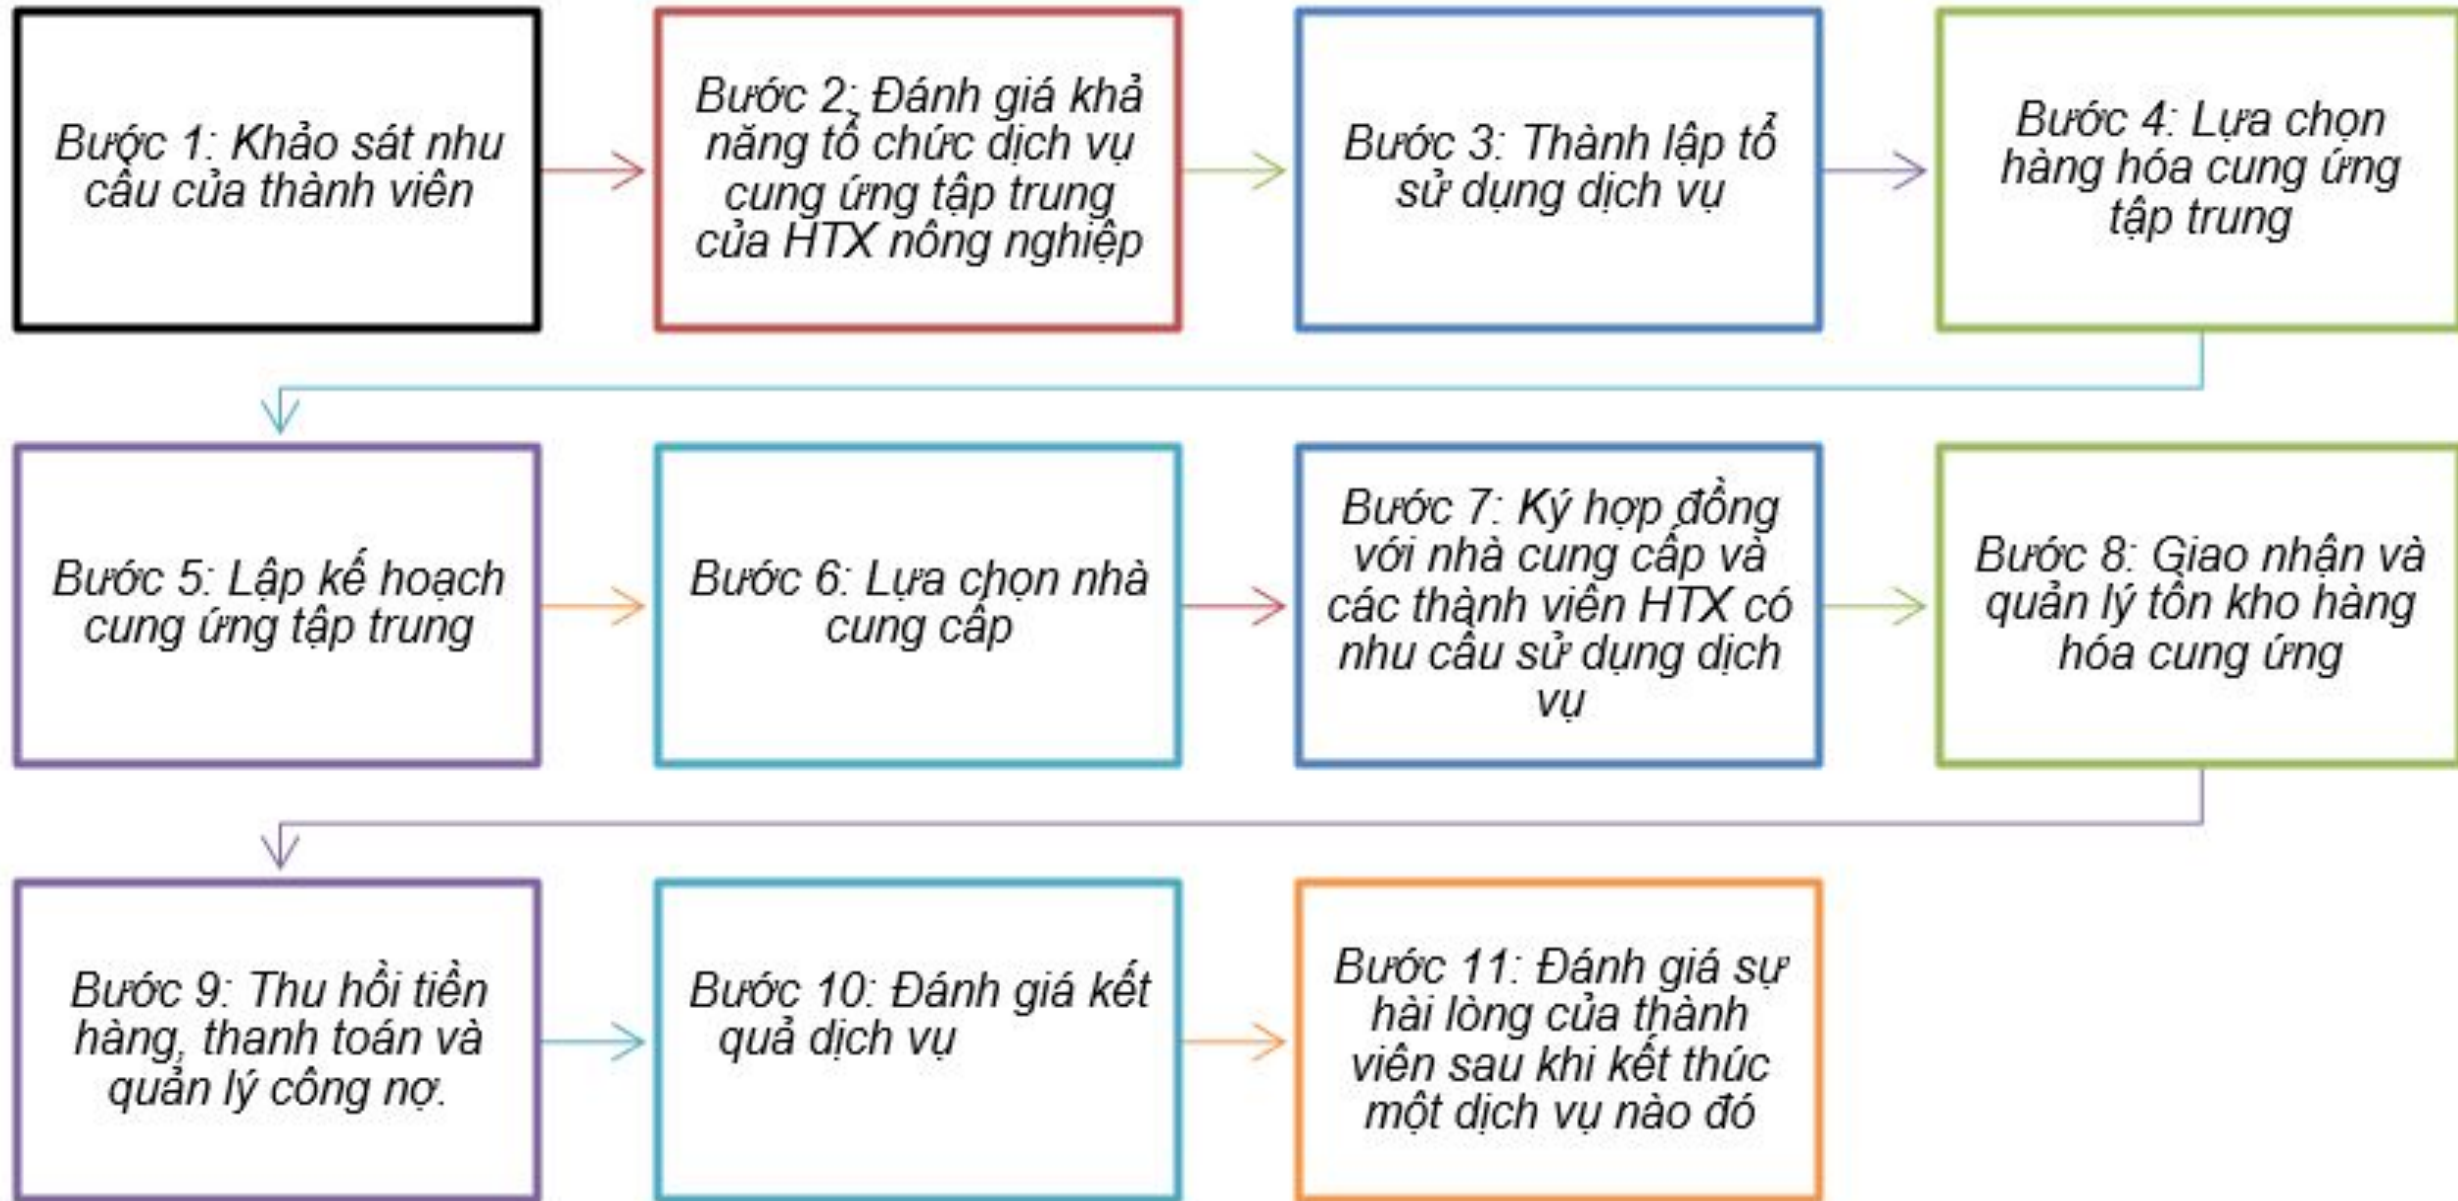 Bước 1: Khảo sát nhu
cầu của thành viên
Bước 2: Đánh giá khả
năng tổ chức dịch vụ
cung ứng tập trung
của HTX nông nghiệp
Bước 3: Thành lập tổ
sử dụng dịch vụ
Bước 4: Lựa chọn
hàng hóa cung ứng
tập trung
Bước 5: Lập kế hoạch
cung ứng tập trung
Bước 6: Lựa chọn nhà
cung cấp
Bước 7: Ký hợp đồng
với nhà cung cấp và
các thành viên HTX có
nhu cầu sử dụng dịch
vụ
Bước 8: Giao nhận và
quản lý tồn kho hàng
hóa cung ứng
Bước 9: Thu hồi tiền
hàng, thanh toán và
quản lý công nợ.
Bước 10: Đánh giá kết
quả dịch vụ
Bước 11: Đánh giá sự
hài lòng của thành
viên sau khi kết thúc
một dịch vụ nào đó